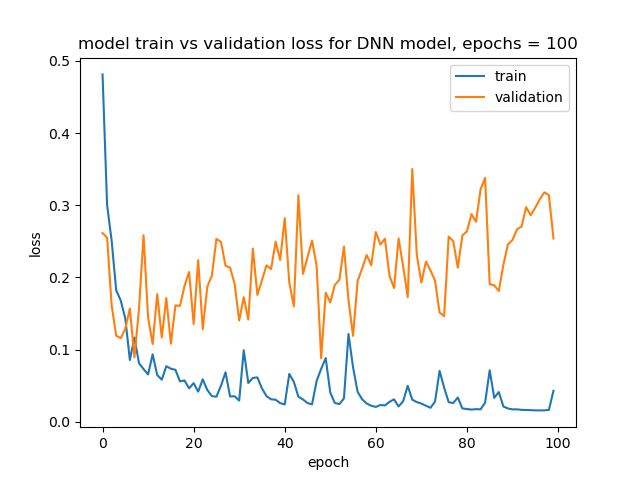 model train vs validation loss for DNN model, epochs = 100
train
validation
loss
0.5
0.4
0.3
0.2
0.1
0.0
0
20
40
60
80
100
epoch